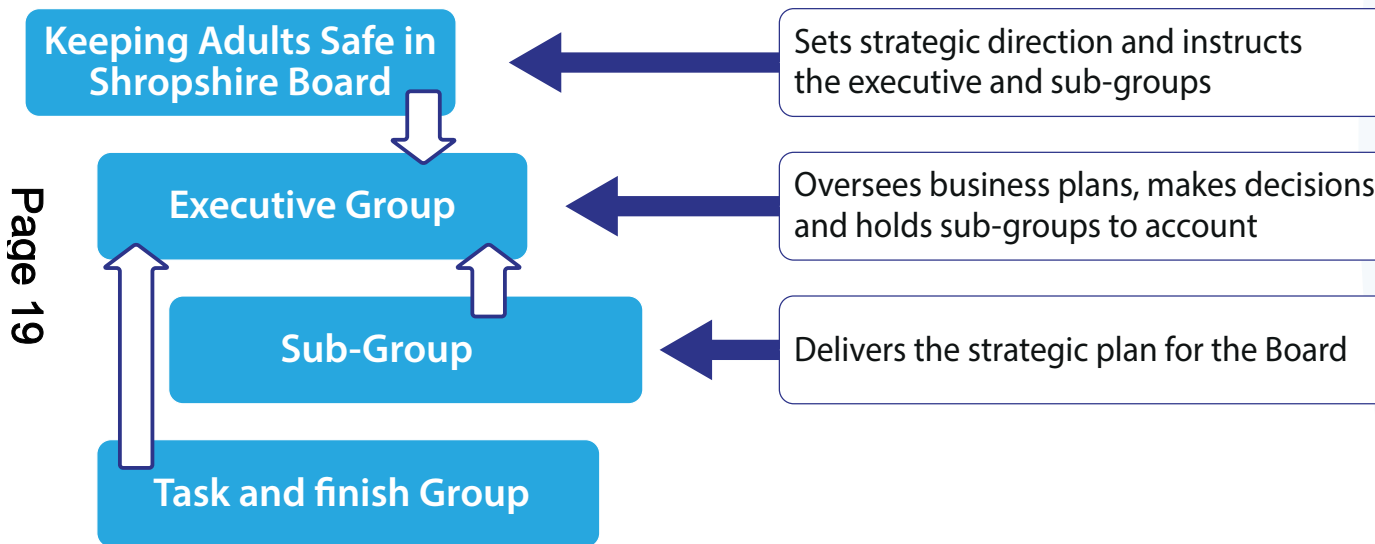 Keeping Adults Safe in
Shropshire Board
Sets strategic direction and instructs
the executive and sub-groups
Executive Group
Oversees business plans, makes decisions
and holds sub-groups to account
Sub-Group
Delivers the strategic plan for the Board
Task and finish Group
Page 19